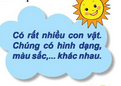 Có rất nhiều con vật.
Chúng có hình dạng,
màu sắc,... khác nhau.